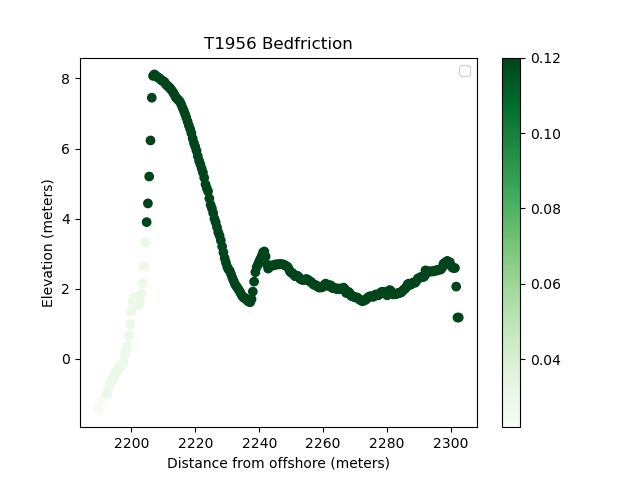 T1956 Bedfriction
Elevation (meters)
8
6
4
2
0
2200 2220 2240 2260 2280 2300
Distance from offshore (meters)
0.12
0.10
0.08
0.06
0.04